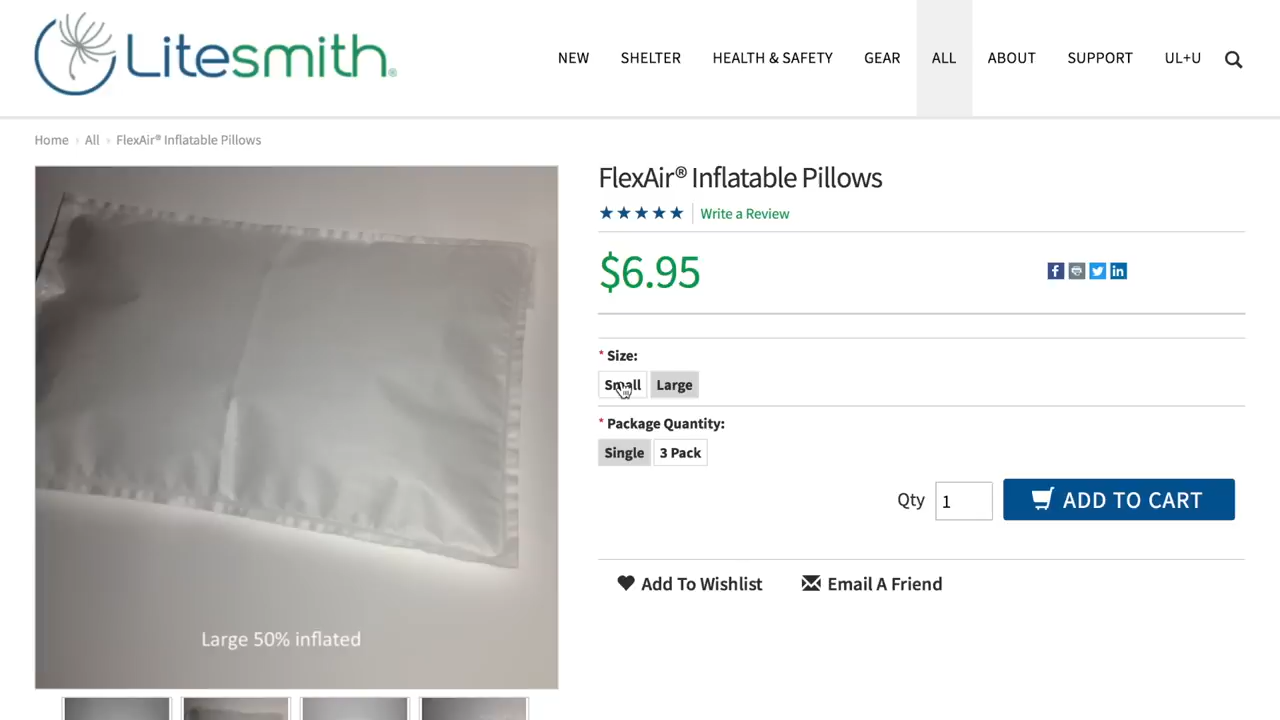 Litesmith®
NEW SHELTER HEALTH & SAFETY GEAR ALL ABOUT SUPPORT UL+U
Home › All › FlexAir® Inflatable Pillows
FlexAir® Inflatable Pillows
Write a Review
$6.95
* Size:
Small Large
* Package Quantity:
Single 3 Pack
Qty 1 ADD TO CART
Add To Wishlist Email A Friend
Large 50% inflated